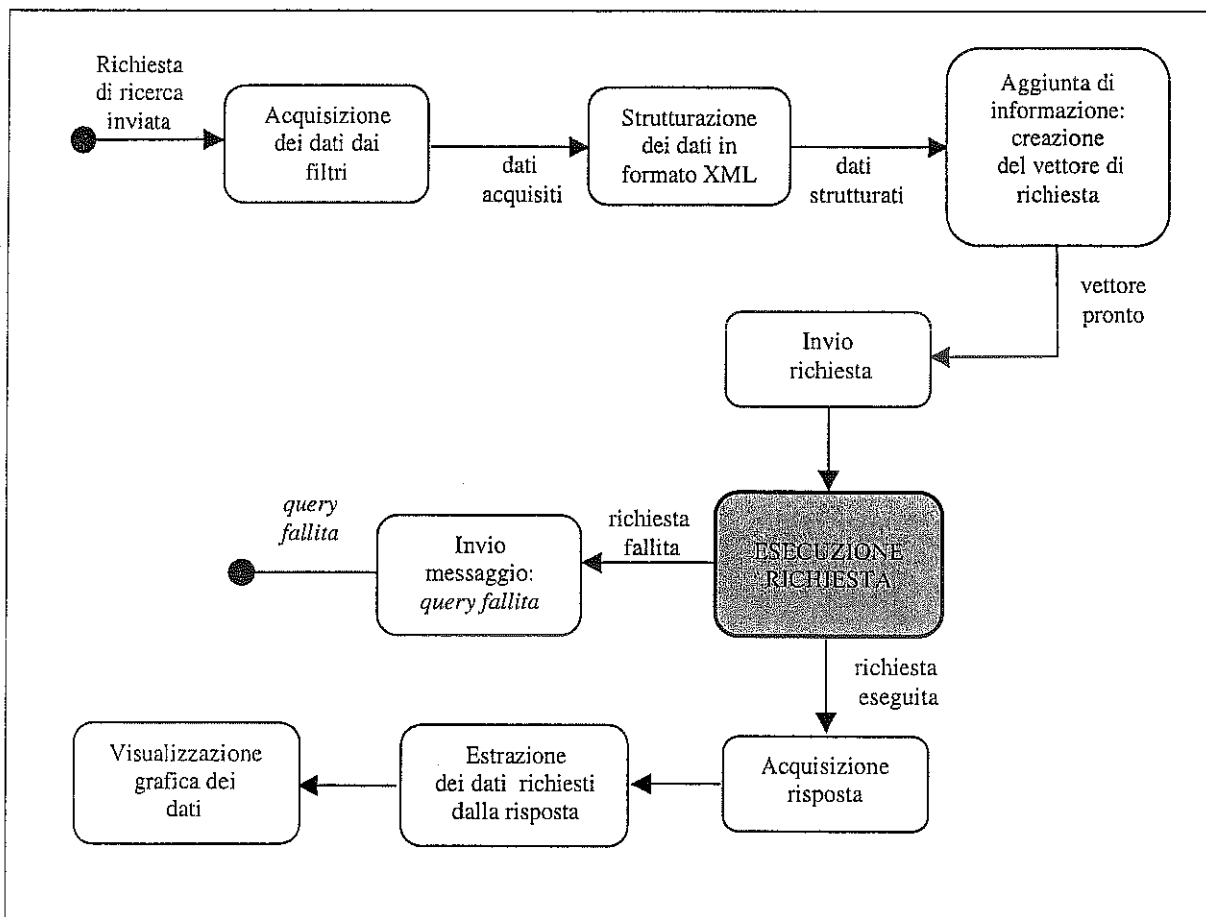 Richiesta
di ricerca
inviata
Acquisizione
dei dati dai
filtri
dati
acquisiti
Strutturazione
dei dati in
formato XML
dati
strutturati
Aggiunta di
informazione:
creazione
del vettore di
richiesta
vettore
pronto
Invio
richiesta
ESECUZIONE
RICHIESTA
richiesta
fallita
Invio
messaggio:
query fallita
query
fallita
richiesta
eseguita
Acquisizione
risposta
Estrazione
dei dati richiesti
dalla risposta
Visualizzazione
grafica dei
dati